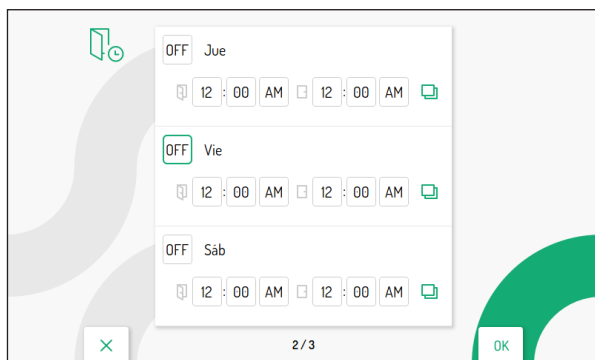 OFF Jue
12 : 00 AM 12 : 00 AM
OFF Vie
12 : 00 AM 12 : 00 AM
OFF Sáb
12 : 00 AM 12 : 00 AM
2/3
OK